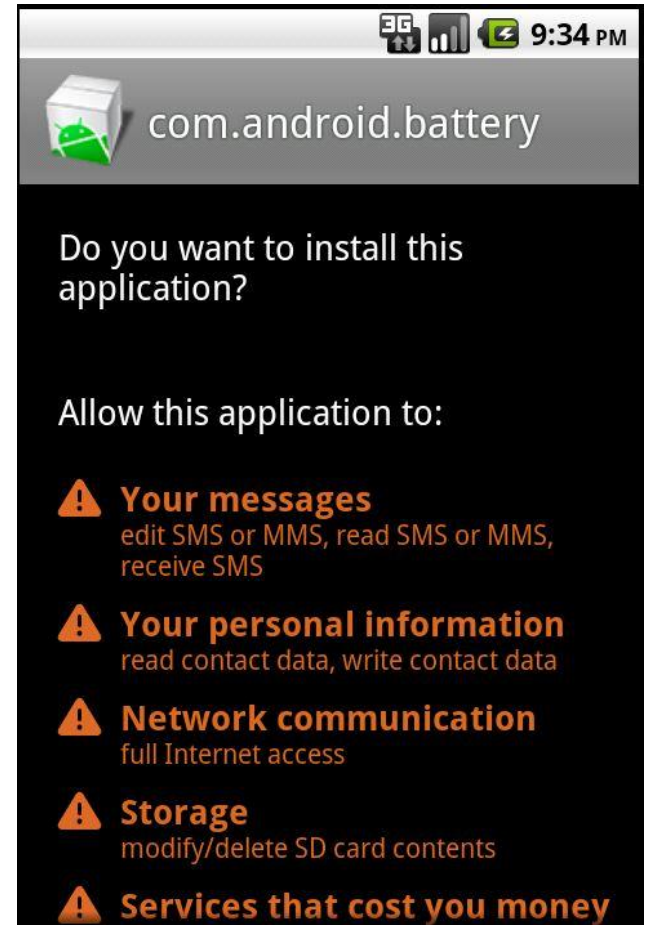 3G 9:34 PM
com.android.battery
Do you want to install this
application?
Allow this application to:
Your messages
edit SMS or MMS, read SMS or MMS,
receive SMS
Your personal information
read contact data, write contact data
Network communication
full Internet access
Storage
modify/delete SD card contents
Services that cost you money